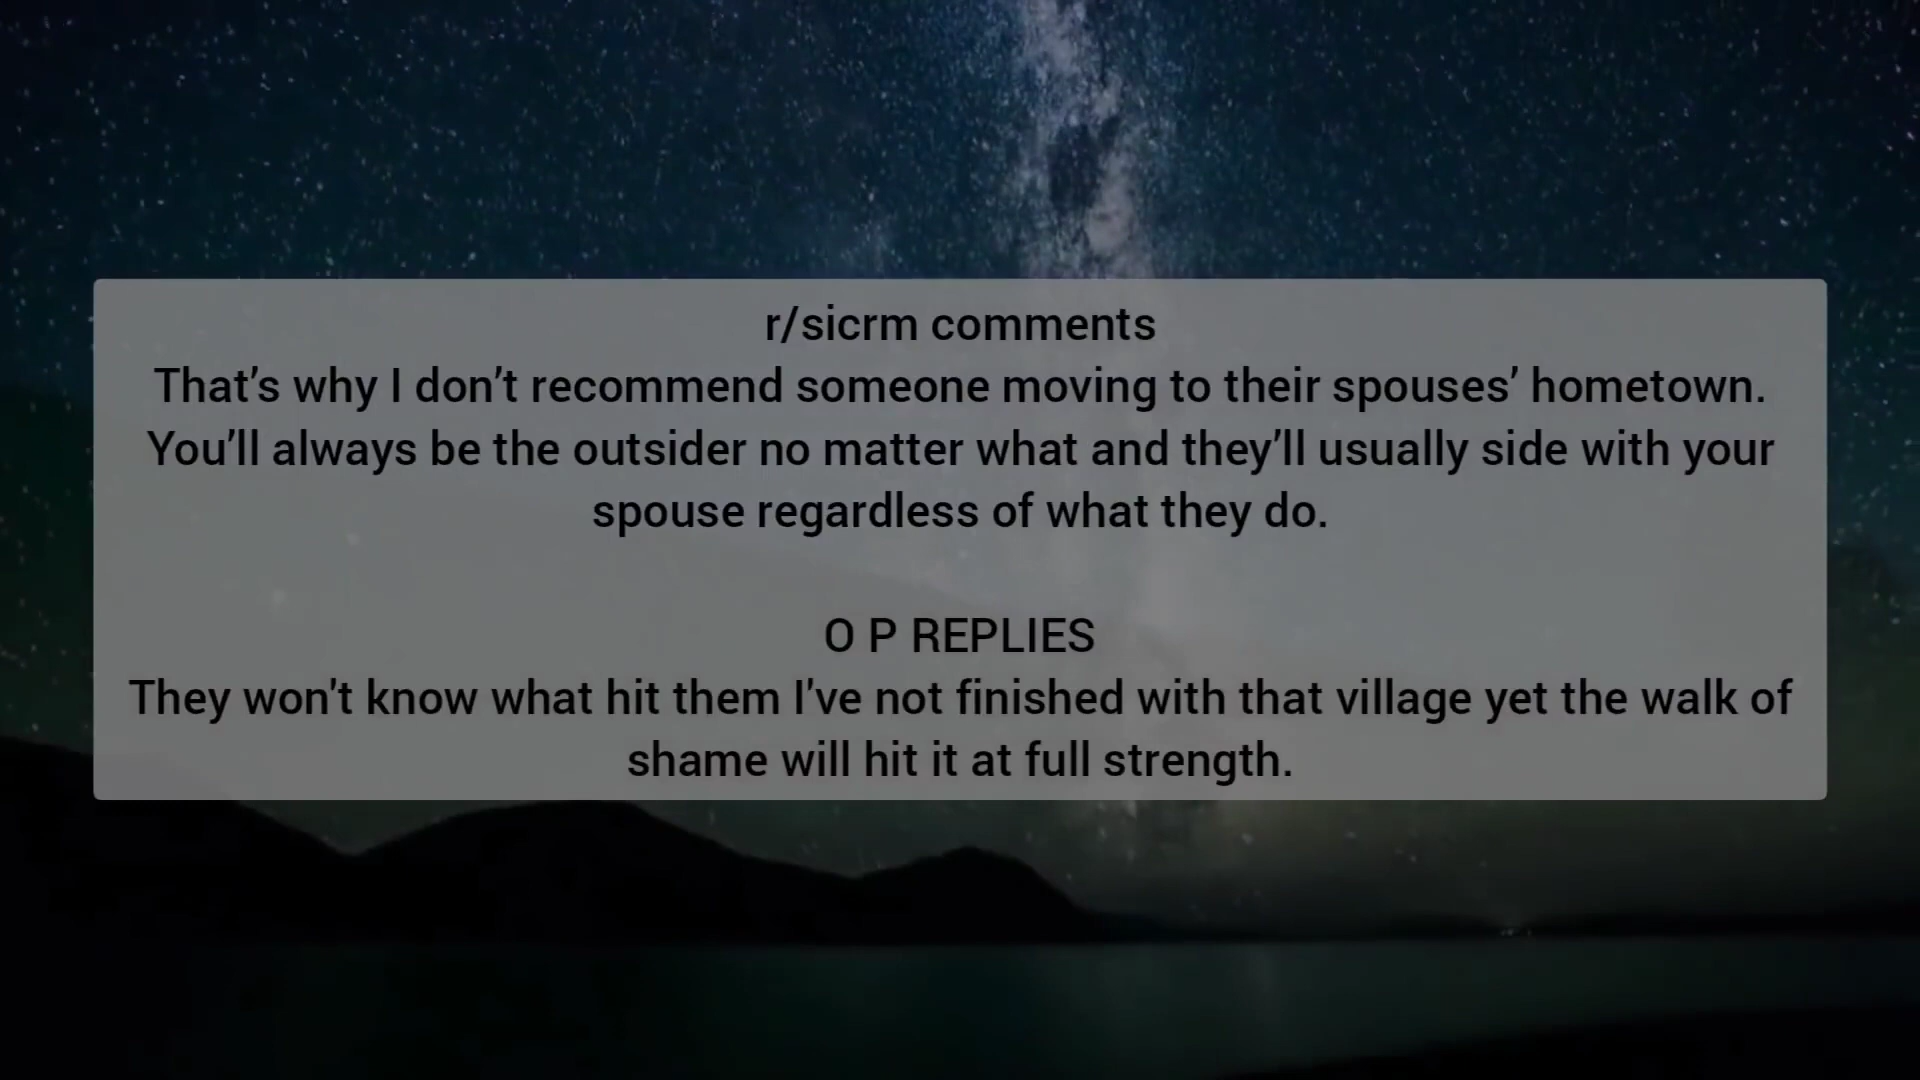 r/sicrm comments
That’s why I don’t recommend someone moving to their spouses’ hometown.
You’ll always be the outsider no matter what and they’ll usually side with your
spouse regardless of what they do.
O P REPLIES
They won't know what hit them I've not finished with that village yet the walk of
shame will hit it at full strength.